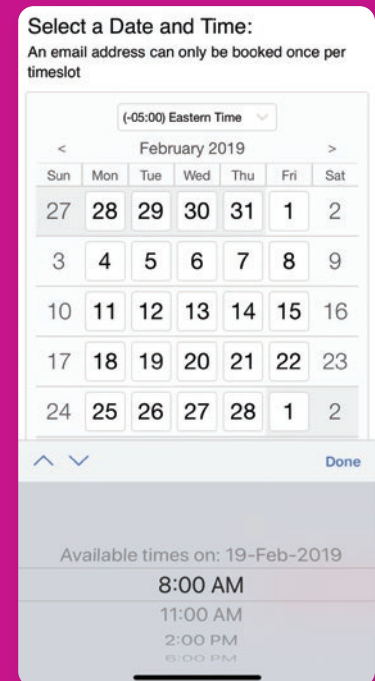 Select a Date and Time:
An email address can only be booked once per
timeslot
(-05:00) Eastern Time
< February 2019 >
Sun Mon Tue Wed Thu Fri Sat
27 28 29 30 31 1 2
3 4 5 6 7 8 9
10 11 12 13 14 15 16
17 18 19 20 21 22 23
24 25 26 27 28 1 2
Done
Available times on: 19-Feb-2019
8:00 AM
11:00 AM
2:00 PM
6:00 PM